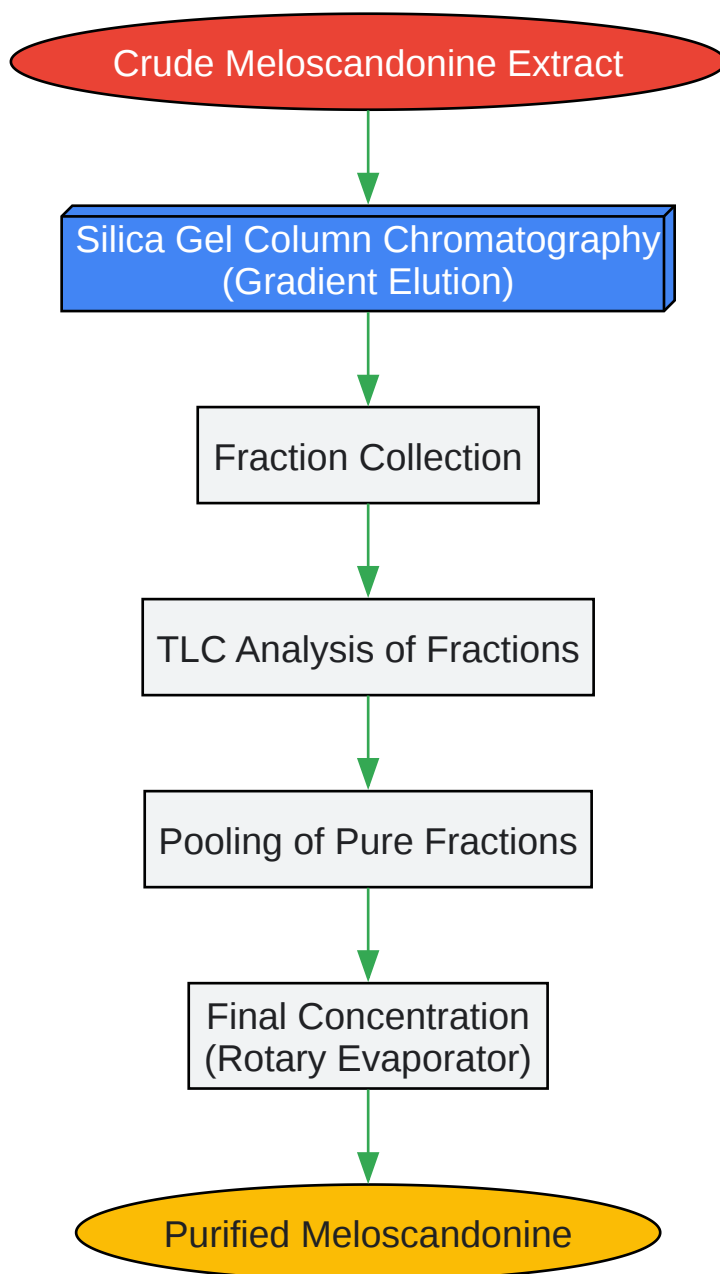 Crude Meloscandonine Extract
Silica Gel Column Chromatography
(Gradient Elution)
Fraction Collection
TLC Analysis of Fractions
Pooling of Pure Fractions
Final Concentration
(Rotary Evaporator)
Purified Meloscandonine